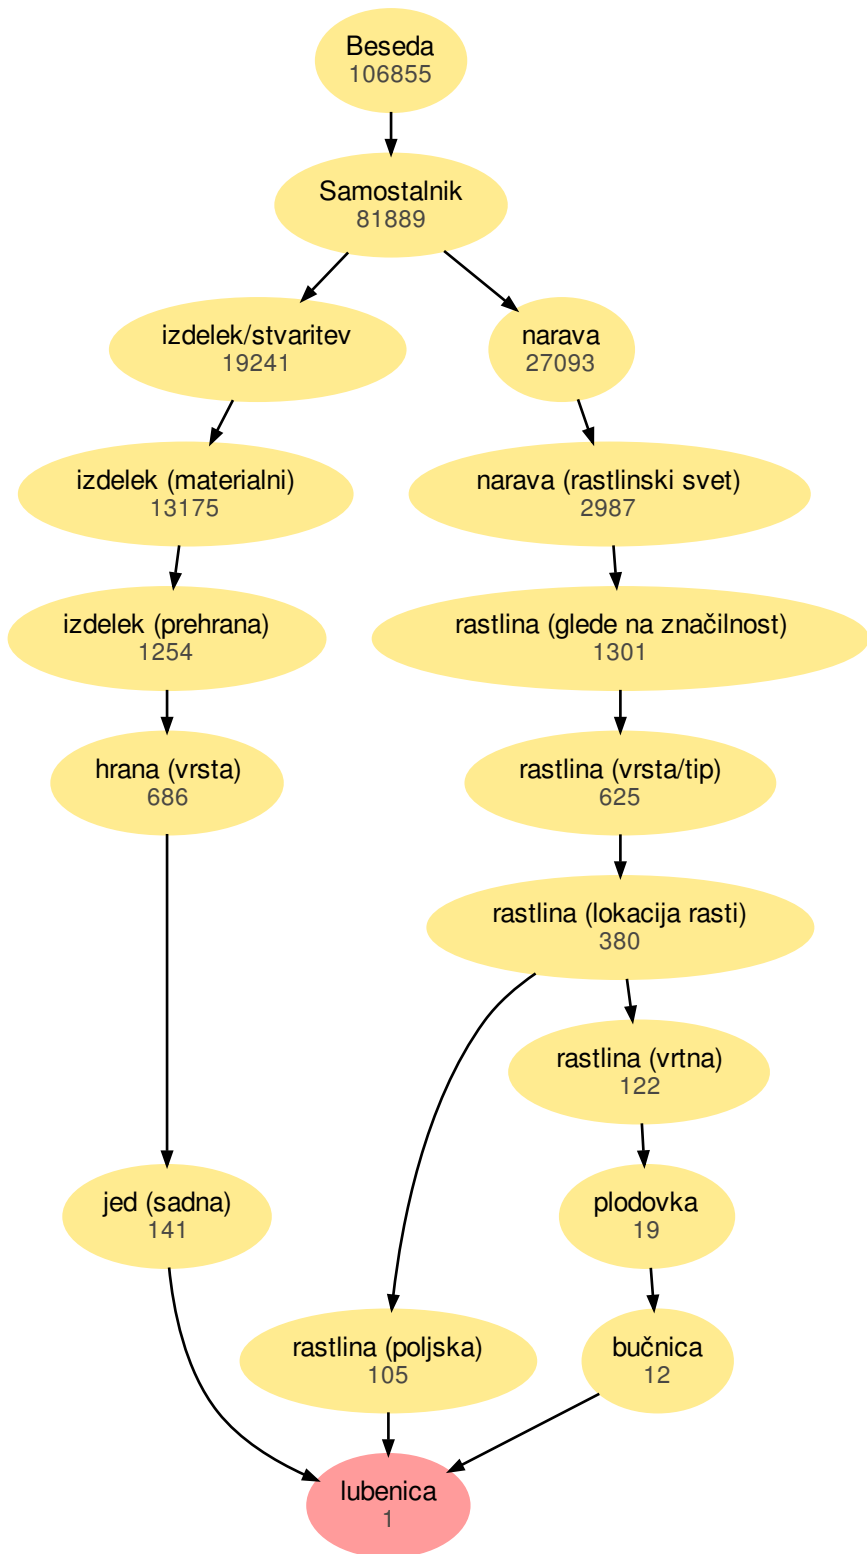 Beseda
106855
Samostalnik
81889
izdelek/stvaritev
19241
narava
27093
izdelek (materialni)
13175
narava (rastlinski svet)
2987
izdelek (prehrana)
1254
rastlina (glede na značilnost)
1301
hrana (vrsta)
686
rastlina (vrsta/tip)
625
rastlina (lokacija rasti)
380
rastlina (vrtna)
122
jed (sadna)
141
plodovka
19
rastlina (poljska)
105
bučnica
12
lubenica
1